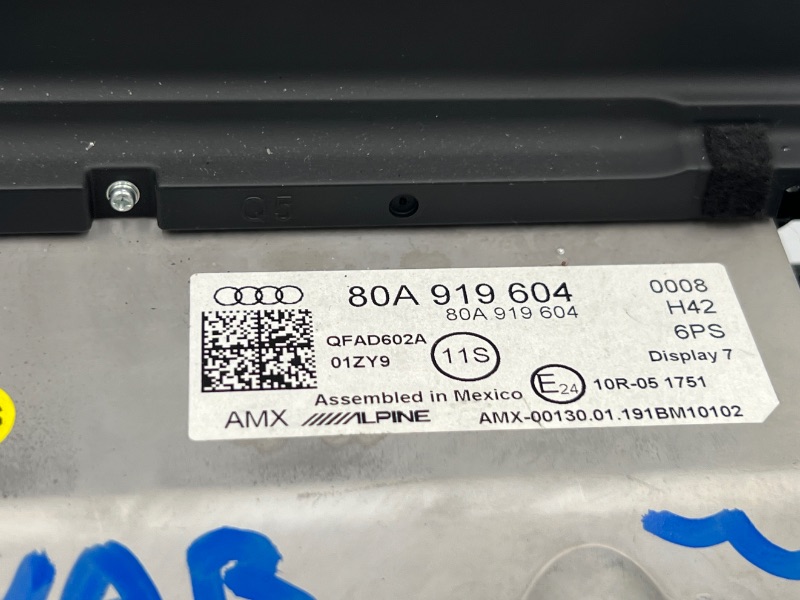 Q5
80A 919 604
80A 919 604
0008
H42
6PS
Display 7
QFAD602A
01ZY9
11S
E24
10R-05 1751
Assembled in Mexico
AMX ALPINE
AMX-00130.01.191BM10102